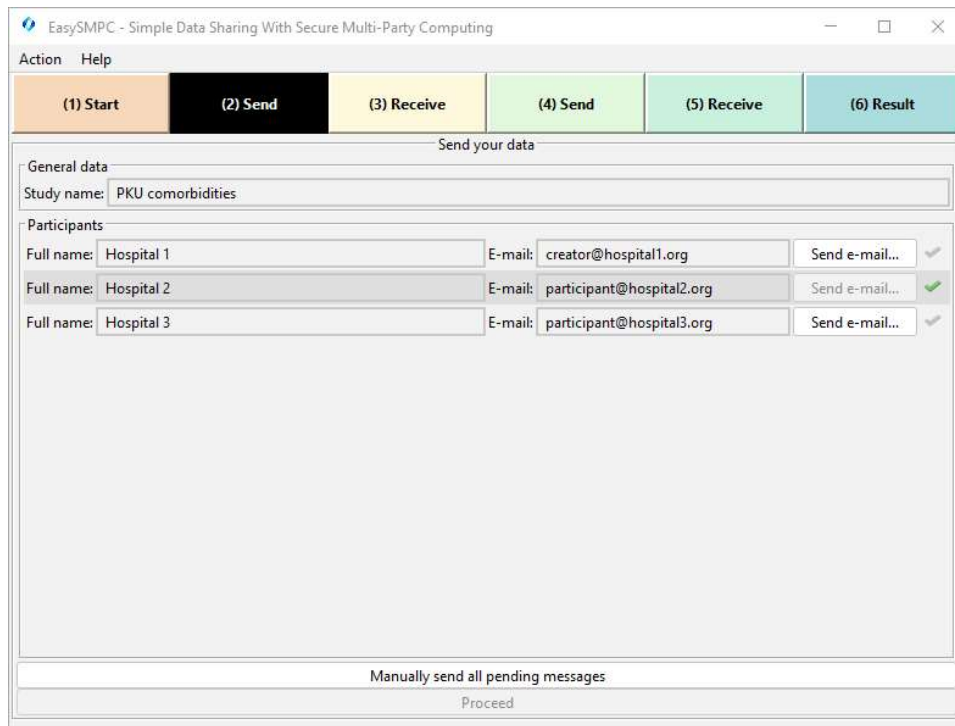 EasySMPC - Simple Data Sharing With Secure Multi-Party Computing
Action Help
(1) Start (2) Send (3) Receive (4) Send (5) Receive (6) Result
Send your data
General data
Study name: PKU comorbidities
Participants
Full name: Hospital 1 E-mail: creator@hospital1.org Send e-mail...
Full name: Hospital 2 E-mail: participant@hospital2.org Send e-mail...
Full name: Hospital 3 E-mail: participant@hospital3.org Send e-mail...
Manually send all pending messages
Proceed